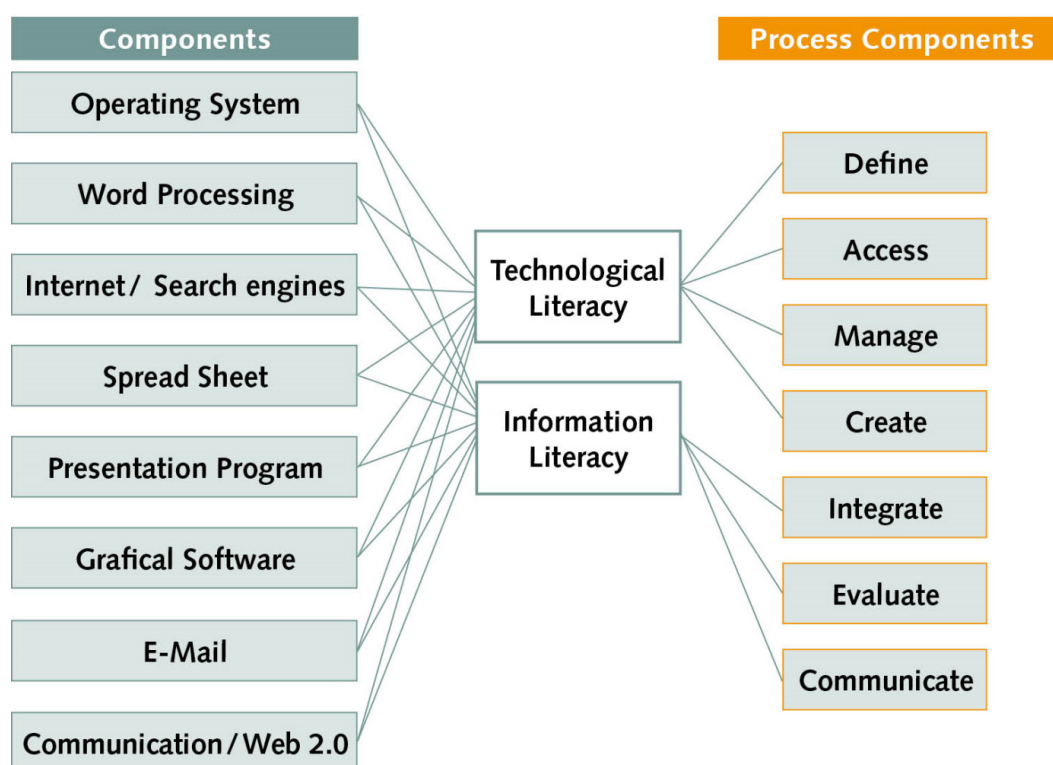 Components
Operating System
Word Processing
Internet / Search engines
Spread Sheet
Presentation Program
Grafical Software
E-Mail
Communication / Web 2.0
Technological
Literacy
Information
Literacy
Process Components
Define
Access
Manage
Create
Integrate
Evaluate
Communicate